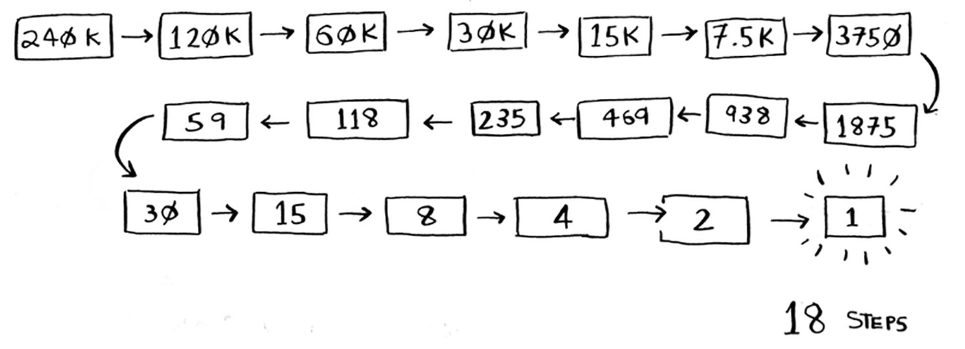 240K → 120K → 60K → 30K → 15K → 7.5K → 3750
59 ← 118 ← 235 ← 469 ← 938 ← 1875
30 → 15 → 8 → 4 → 2 → 1
18 STEPS